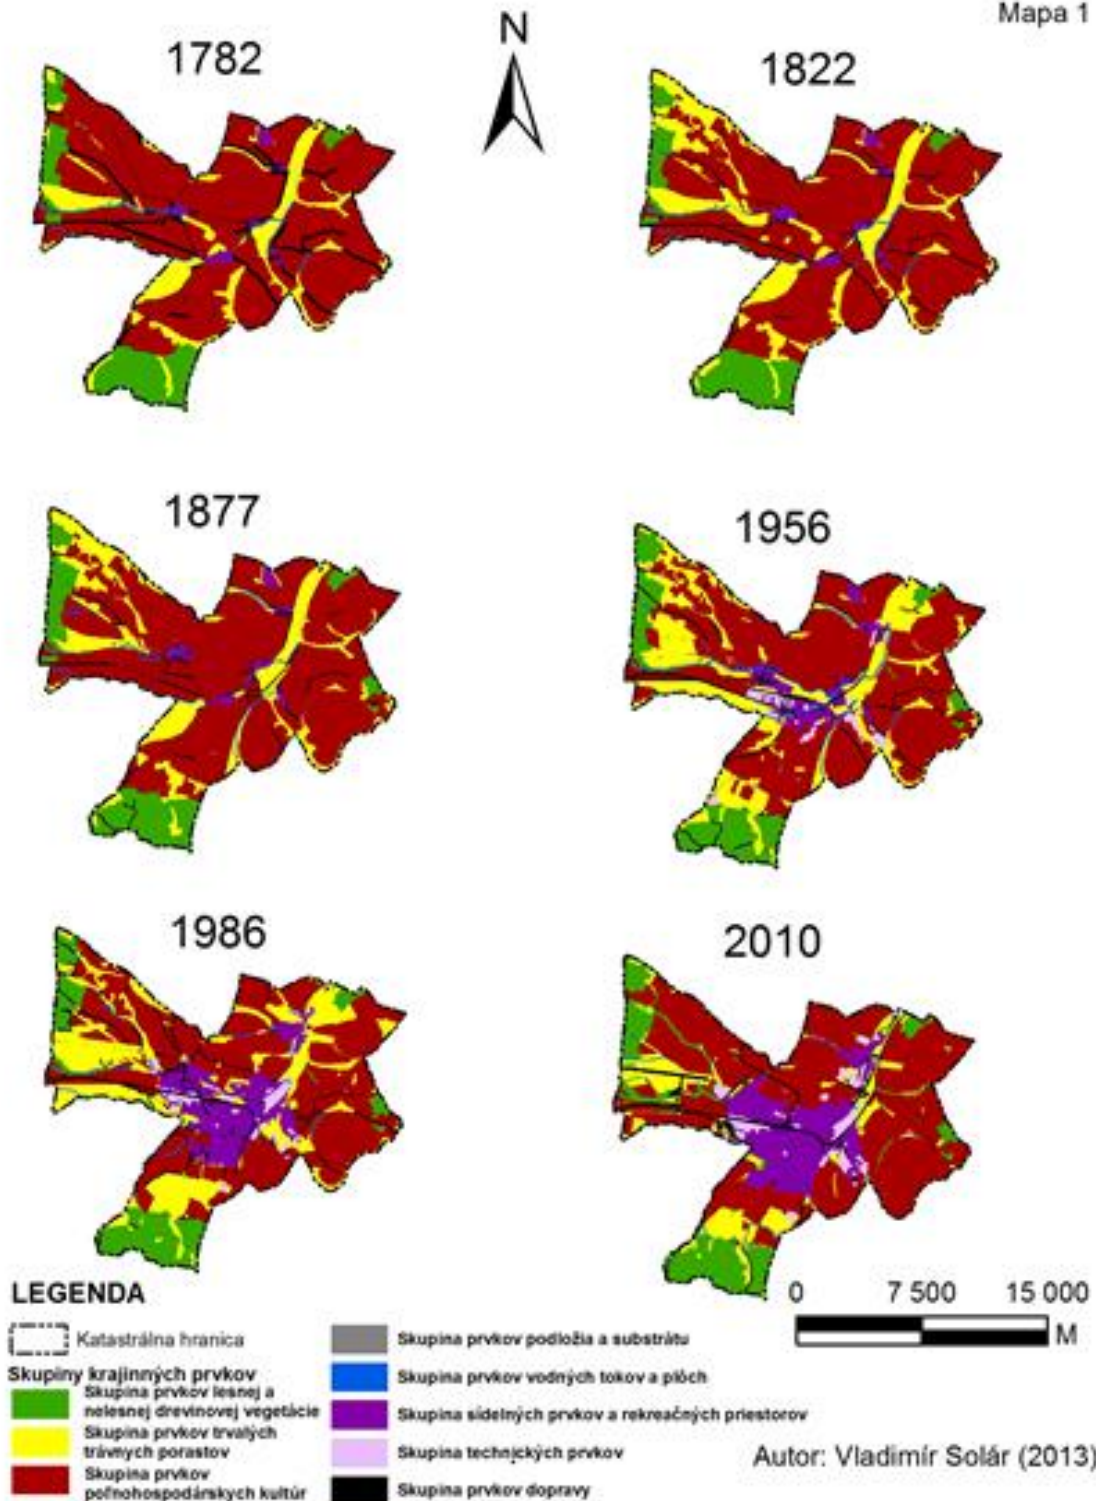 Mapa 1
N
1782
1822
1877
1956
1986
2010
LEGENDA
Katastrálna hranica
Skupiny krajinných prvkov
Skupina prvkov lesnej a
nelesnej drevinovej vegetácie
Skupina prvkov trvalých
trávnych porastov
Skupina prvkov
poľnohospodárskych kultúr
Skupina prvkov podložia a substrátu
Skupina prvkov vodných tokov a plôch
Skupina sídelných prvkov a rekreačných priestorov
Skupina technických prvkov
Skupina prvkov dopravy
0 7 500 15 000
M
Autor: Vladimír Solár (2013)